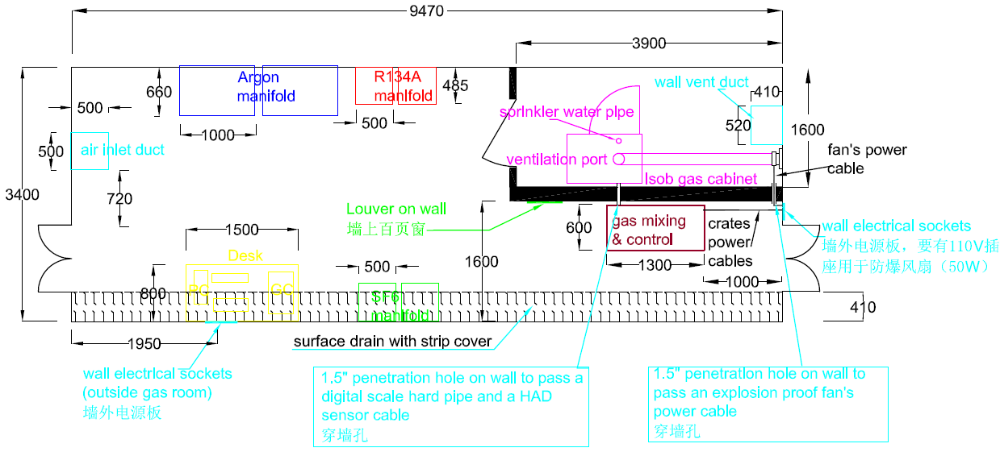 9470
3900
Argon
manifold
660
500
1000
R134A
manifold
485
500
sprinkler water pipe
wall vent duct
410
520
1600
fan's power
cable
air inlet duct
500
ventilation port
Isob gas cabinet
3400
720
Louver on wall
墙上百页窗
600
gas mixing
& control
crates
power
cables
wall electrical sockets
墙外电源板，要有110V插
座用于防爆风扇（50W）
1500
Desk
PC
GC
800
500
SF6
manifold
1600
1300
1000
410
1950
surface drain with strip cover
wall electrical sockets
(outside gas room)
墙外电源板
1.5" penetration hole on wall to pass a
digital scale hard pipe and a HAD
sensor cable
穿墙孔
1.5" penetration hole on wall to
pass an explosion proof fan's
power cable
穿墙孔